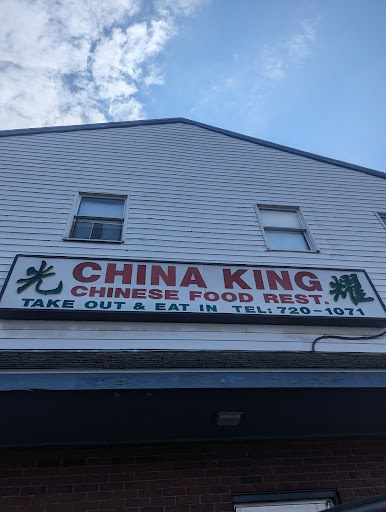 光 CHINA KING 耀
CHINESE FOOD REST.
TAKE OUT & EAT IN TEL: 720-1071